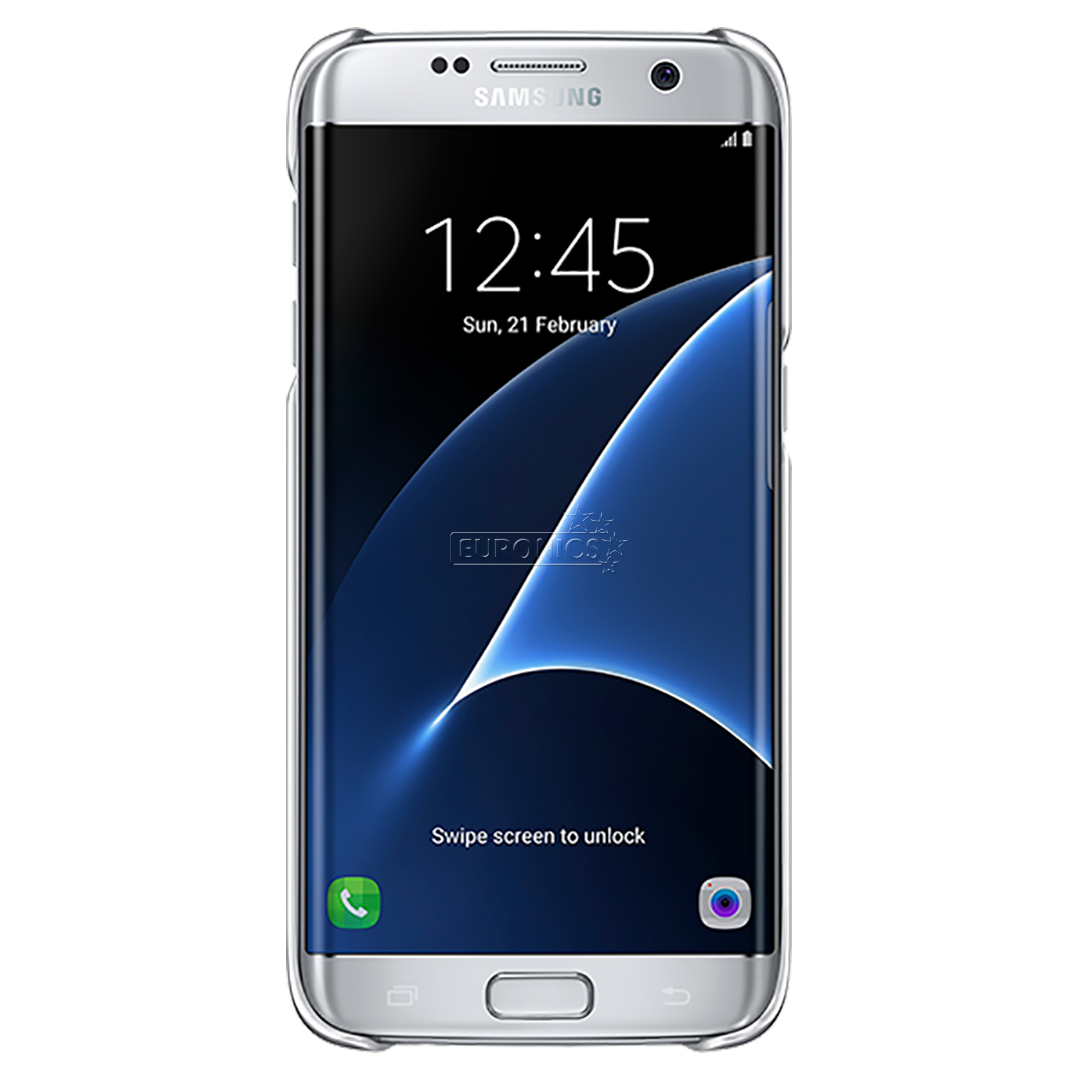 SAMSUNG
12:45
Sun, 21 February
EURONICS
Swipe screen to unlock